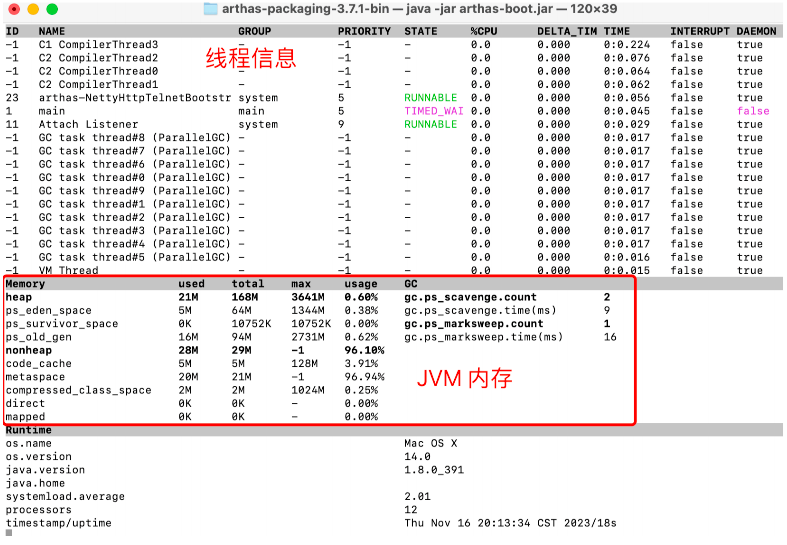 arthas-packaging-3.7.1-bin — java -jar arthas-boot.jar — 120×39
ID NAME GROUP PRIORITY STATE %CPU DELTA_TIM TIME INTERRUPT DAEMON
-1 C1 CompilerThread3 - -1 - 0.0 0.000 0:0.224 false true
-1 C2 CompilerThread2 - -1 - 0.0 0.000 0:0.076 false true
线程信息
-1 C2 CompilerThread0 - -1 - 0.0 0.000 0:0.064 false true
-1 C2 CompilerThread1 - -1 - 0.0 0.000 0:0.062 false true
23 arthas-NettyHttpTelnetBootstr system 5 RUNNABLE 0.0 0.000 0:0.056 false true
1 main main 5 TIMED_WAI 0.0 0.000 0:0.045 false false
11 Attach Listener system 9 RUNNABLE 0.0 0.000 0:0.029 false true
-1 GC task thread#8 (ParallelGC) - -1 - 0.0 0.000 0:0.017 false true
-1 GC task thread#7 (ParallelGC) - -1 - 0.0 0.000 0:0.017 false true
-1 GC task thread#6 (ParallelGC) - -1 - 0.0 0.000 0:0.017 false true
-1 GC task thread#0 (ParallelGC) - -1 - 0.0 0.000 0:0.017 false true
-1 GC task thread#9 (ParallelGC) - -1 - 0.0 0.000 0:0.017 false true
-1 GC task thread#1 (ParallelGC) - -1 - 0.0 0.000 0:0.017 false true
-1 GC task thread#2 (ParallelGC) - -1 - 0.0 0.000 0:0.017 false true
-1 GC task thread#3 (ParallelGC) - -1 - 0.0 0.000 0:0.017 false true
-1 GC task thread#4 (ParallelGC) - -1 - 0.0 0.000 0:0.017 false true
-1 GC task thread#5 (ParallelGC) - -1 - 0.0 0.000 0:0.016 false true
-1 VM Thread - -1 - 0.0 0.000 0:0.015 false true
Memory used total max usage GC
heap 21M 168M 3641M 0.60% gc.ps_scavenge.count 2
ps_eden_space 5M 64M 1344M 0.38% gc.ps_scavenge.time(ms) 9
ps_survivor_space 0K 10752K 10752K 0.00% gc.ps_marksweep.count 1
ps_old_gen 16M 94M 2731M 0.62% gc.ps_marksweep.time(ms) 16
nonheap 28M 29M -1 96.10%
code_cache 5M 5M 128M 3.91%
metaspace 20M 21M -1 96.94%
JVM 内存
compressed_class_space 2M 2M 1024M 0.25%
direct 0K 0K - 0.00%
mapped 0K 0K - 0.00%
Runtime
os.name Mac OS X
os.version 14.0
java.version 1.8.0_391
java.home
systemload.average 2.01
processors 12
timestamp/uptime Thu Nov 16 20:13:34 CST 2023/18s